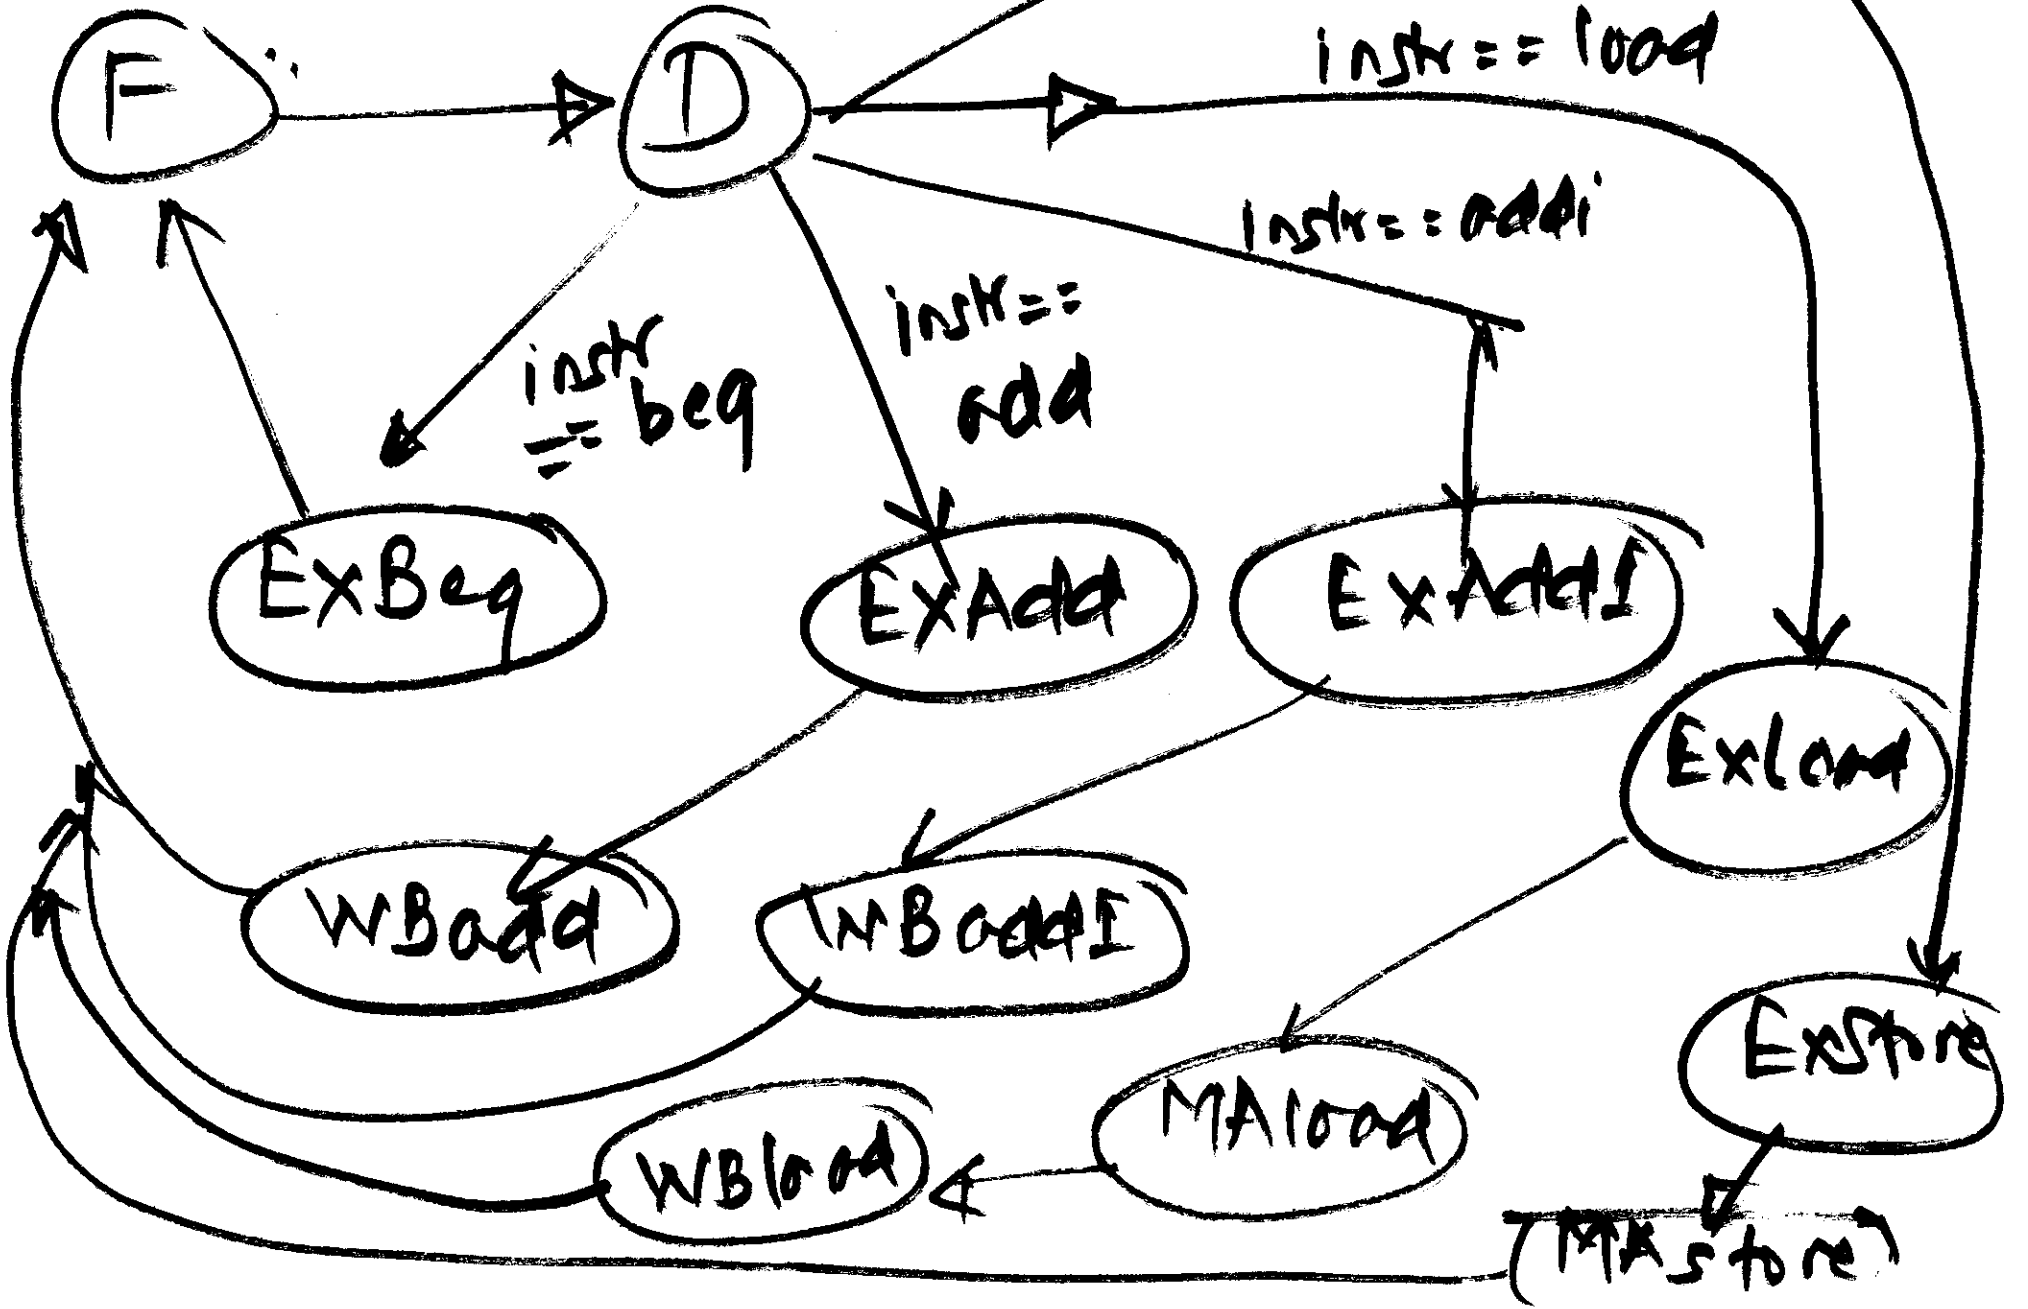 F
D
instr == load
instr == addi
instr ==
add
instr
== beq
ExBeq
ExAdd
ExAddI
Exload
WBadd
WBaddI
Exstore
MAload
WBload
MAstore